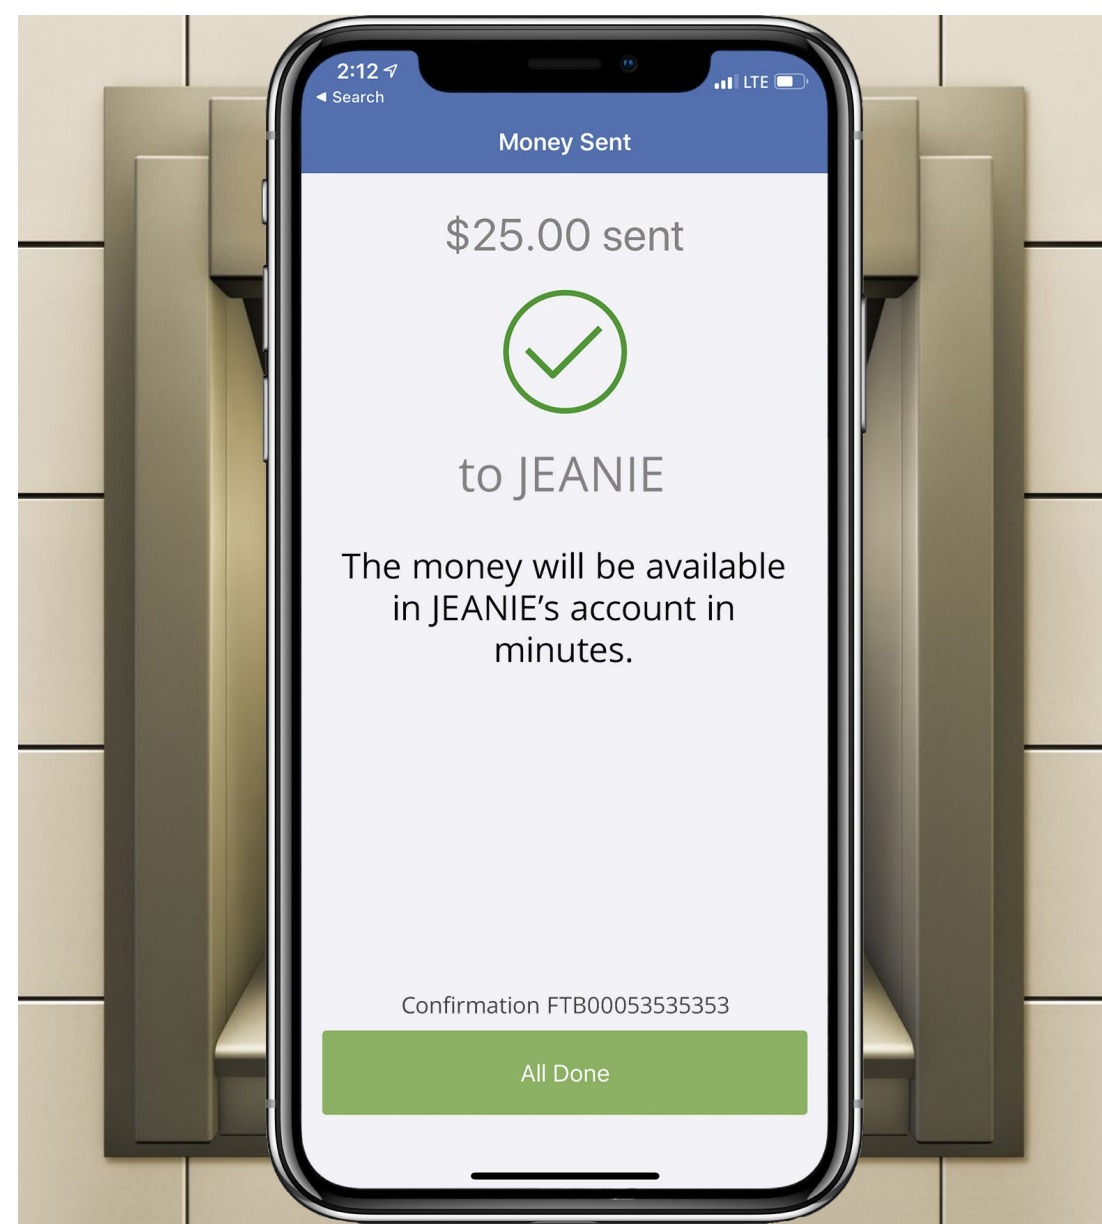 2:12
LTE
◀ Search
Money Sent
$25.00 sent
to JEANIE
The money will be available
in JEANIE’s account in
minutes.
Confirmation FTB00053535353
All Done